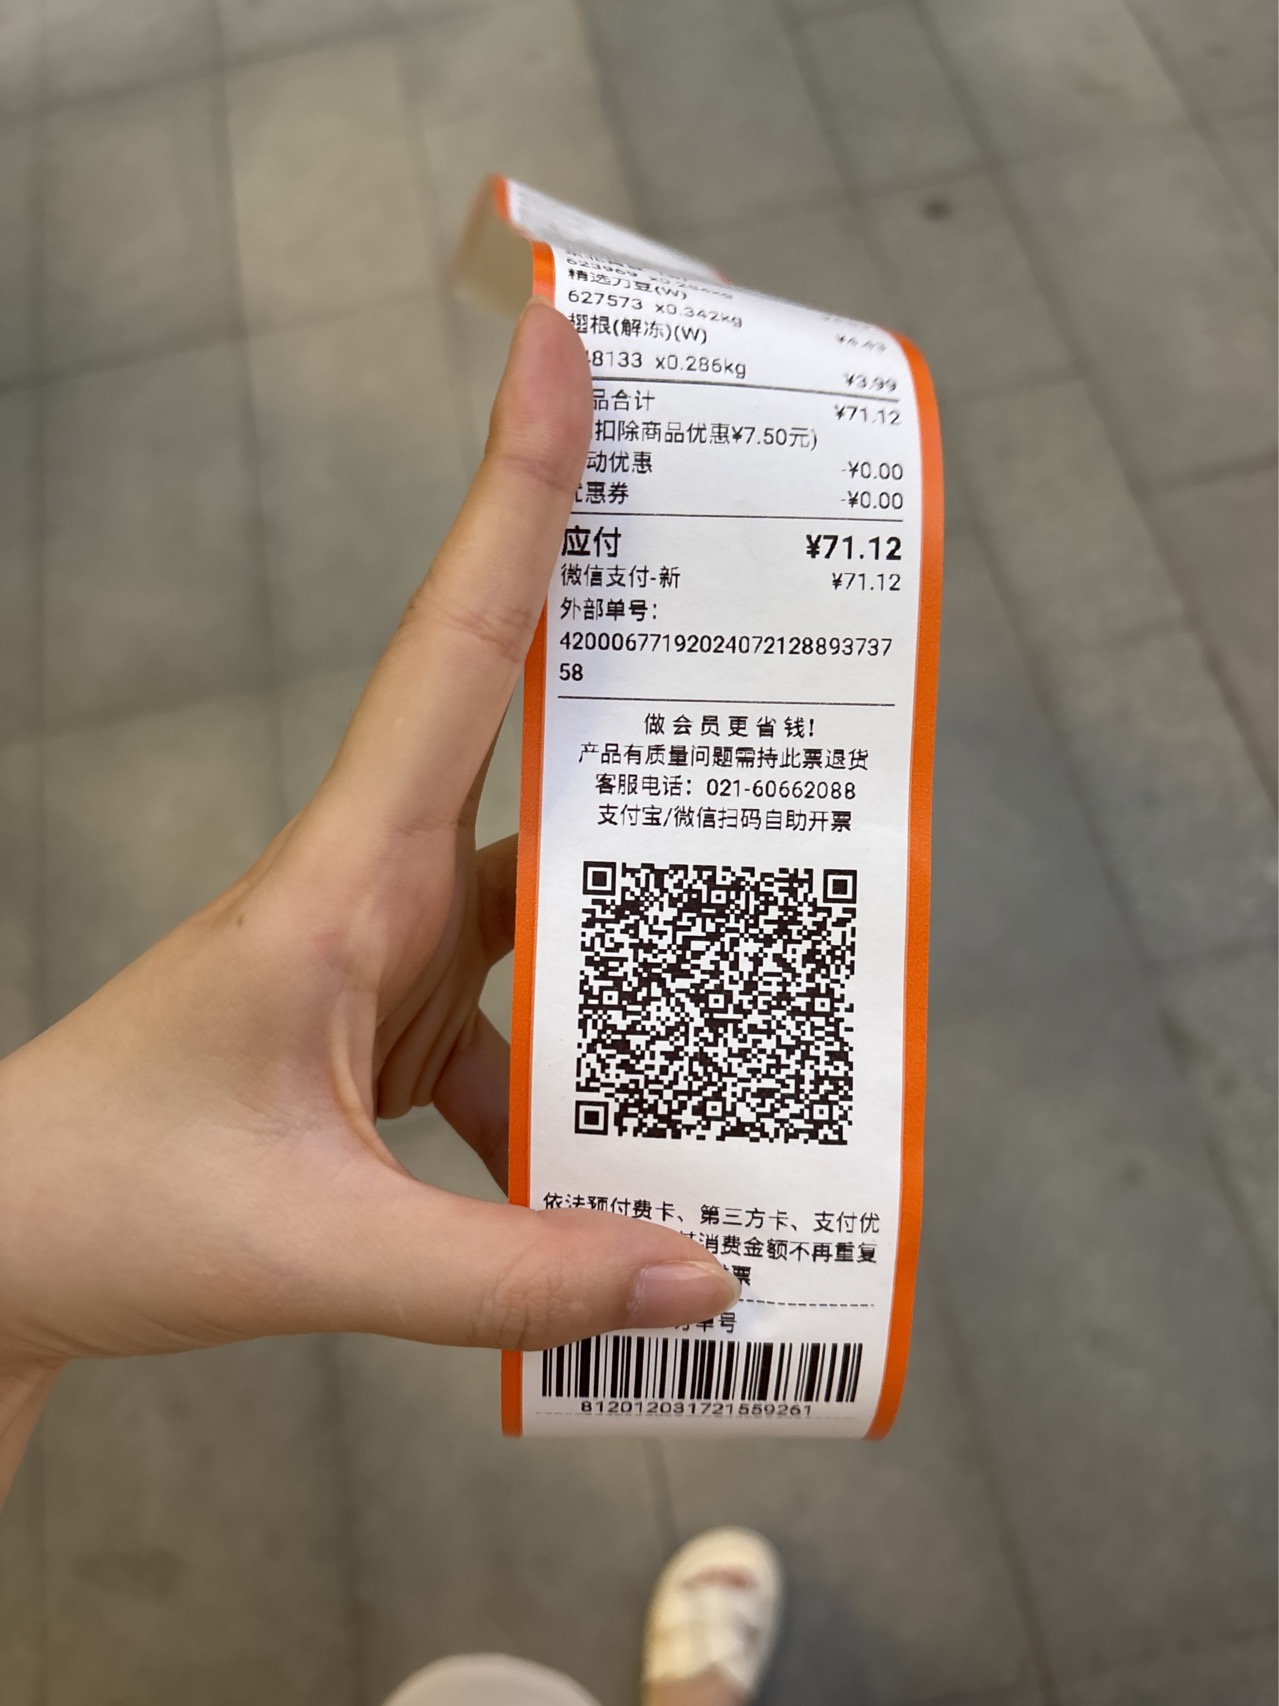 精选刀豆(W)
627573 x0.342kg
翅根(解冻)(W)
48133 x0.286kg
¥3.99
品合计 ¥71.12
扣除商品优惠¥7.50元)
动优惠 -¥0.00
惠券 -¥0.00
应付 ¥71.12
微信支付-新 ¥71.12
外部单号:
42000677192024072128893737
58
做会员更省钱!
产品有质量问题需持此票退货
客服电话: 021-60662088
支付宝/微信扫码自助开票
依法预付费卡、第三方卡、支付优
消费金额不再重复
票
单号
812012031721559261